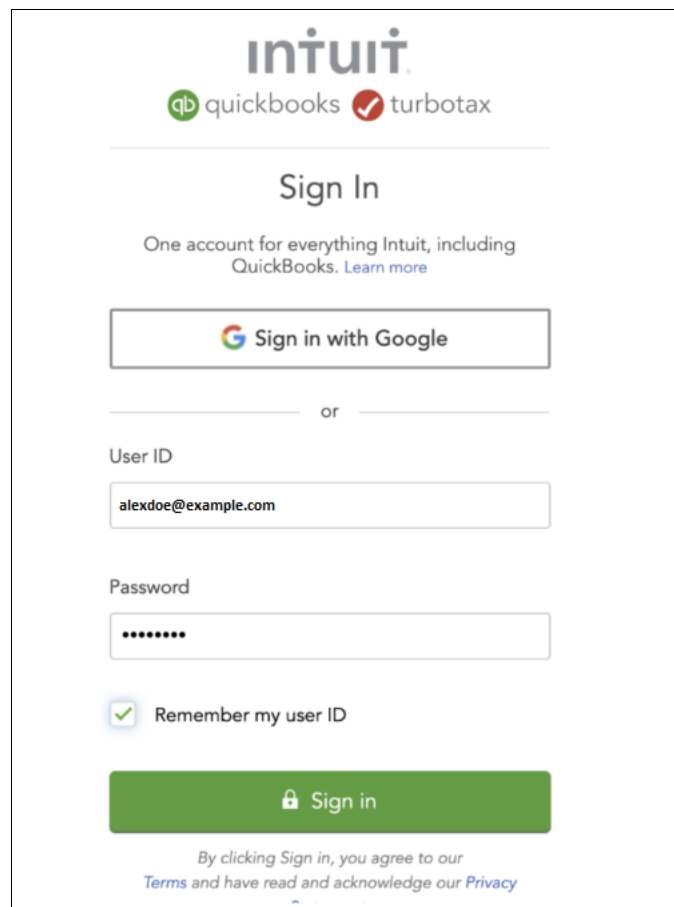 intuit
qb quickbooks turbotax
Sign In
One account for everything Intuit, including
QuickBooks. Learn more
Sign in with Google
or
User ID
alexdoe@example.com
Password
••••••••
Remember my user ID
Sign in
By clicking Sign in, you agree to our
Terms and have read and acknowledge our Privacy